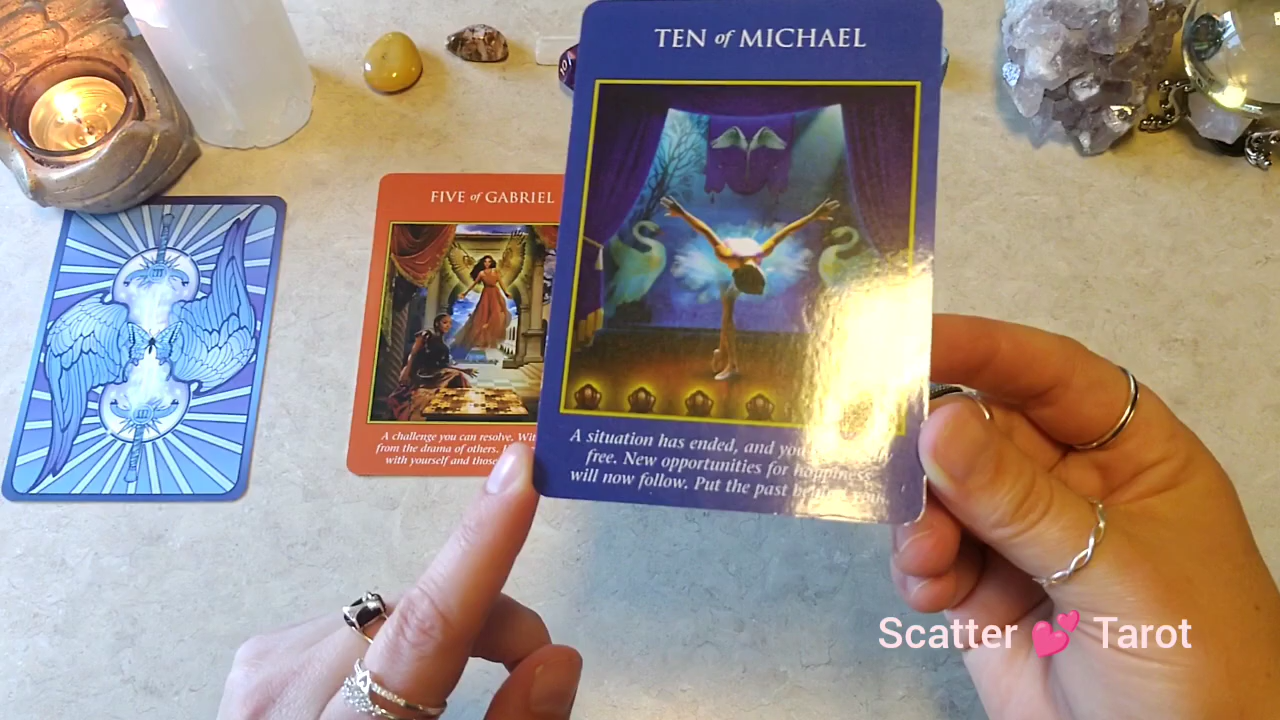 TEN of MICHAEL
FIVE of GABRIEL
A challenge you can resolve.
from the drama of others.
with yourself and those
A situation has ended, and you
free. New opportunities for happiness
will now follow. Put the past
Scatter 💕 Tarot